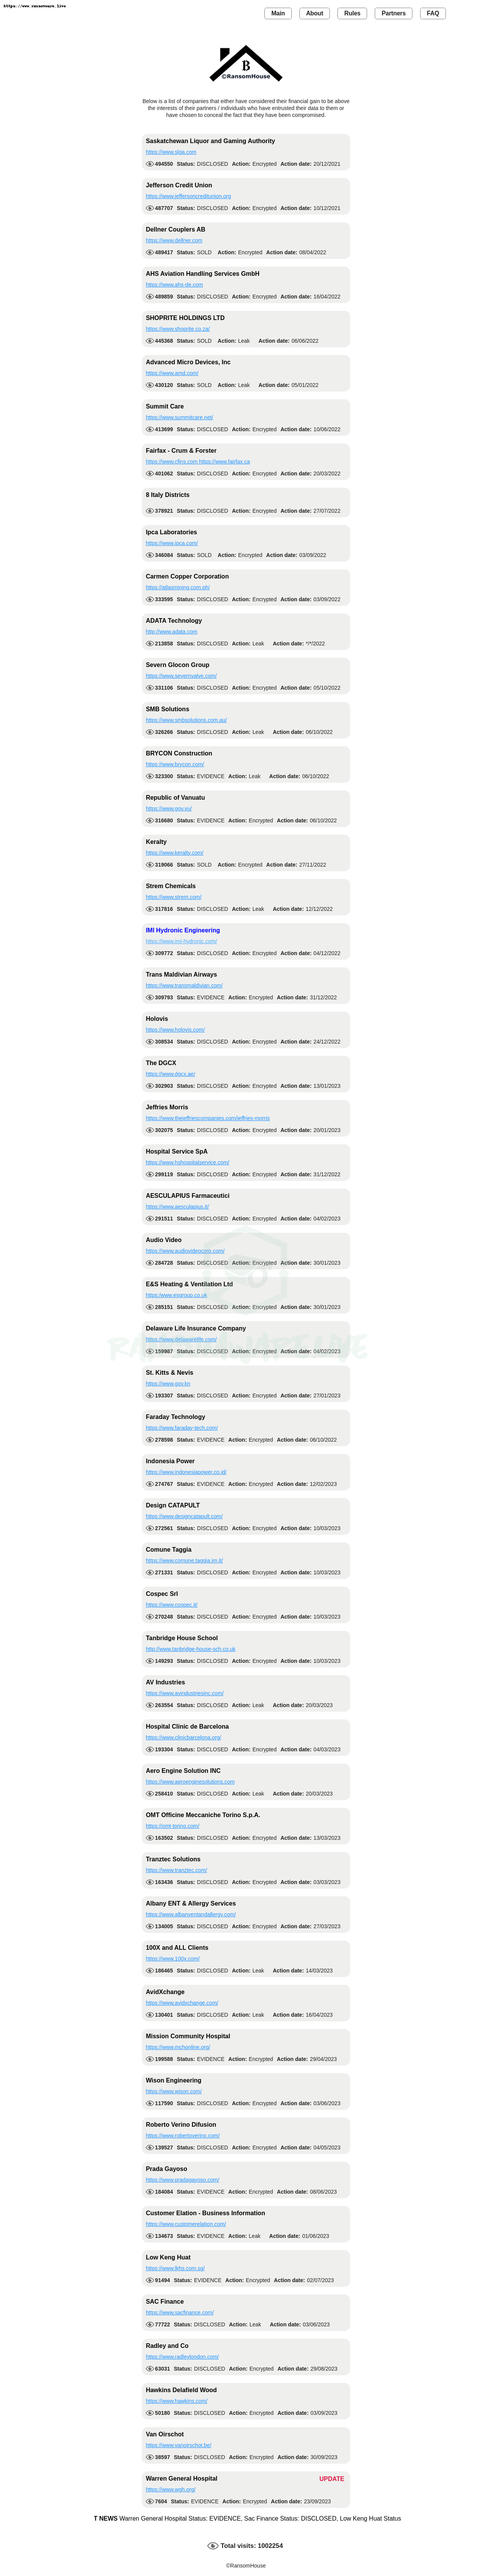 https://www.ransomware.live
Main About Rules Partners FAQ
B
©RansomHouse
Below is a list of companies that either have considered their financial gain to be above
the interests of their partners / individuals who have entrusted their data to them or
have chosen to conceal the fact that they have been compromised.
Saskatchewan Liquor and Gaming Authority
https://www.slga.com
494550 Status: DISCLOSED Action: Encrypted Action date: 20/12/2021
Jefferson Credit Union
https://www.jeffersoncreditunion.org
487707 Status: DISCLOSED Action: Encrypted Action date: 10/12/2021
Dellner Couplers AB
https://www.dellner.com
489417 Status: SOLD Action: Encrypted Action date: 08/04/2022
AHS Aviation Handling Services GmbH
https://www.ahs-de.com
489859 Status: DISCLOSED Action: Encrypted Action date: 16/04/2022
SHOPRITE HOLDINGS LTD
https://www.shoprite.co.za/
445368 Status: SOLD Action: Leak Action date: 06/06/2022
Advanced Micro Devices, Inc
https://www.amd.com/
430120 Status: SOLD Action: Leak Action date: 05/01/2022
Summit Care
https://www.summitcare.net/
413699 Status: DISCLOSED Action: Encrypted Action date: 10/06/2022
Fairfax - Crum & Forster
https://www.cfins.com https://www.fairfax.ca
401062 Status: DISCLOSED Action: Encrypted Action date: 20/03/2022
8 Italy Districts
378921 Status: DISCLOSED Action: Encrypted Action date: 27/07/2022
Ipca Laboratories
https://www.ipca.com/
346084 Status: SOLD Action: Encrypted Action date: 03/09/2022
Carmen Copper Corporation
https://atlasmining.com.ph/
333595 Status: DISCLOSED Action: Encrypted Action date: 03/09/2022
ADATA Technology
http://www.adata.com
213858 Status: DISCLOSED Action: Leak Action date: */*/2022
Severn Glocon Group
https://www.severnvalve.com/
331106 Status: DISCLOSED Action: Encrypted Action date: 05/10/2022
SMB Solutions
https://www.smbsolutions.com.au/
326266 Status: DISCLOSED Action: Leak Action date: 06/10/2022
BRYCON Construction
https://www.brycon.com/
323300 Status: EVIDENCE Action: Leak Action date: 06/10/2022
Republic of Vanuatu
https://www.gov.vu/
316680 Status: EVIDENCE Action: Encrypted Action date: 06/10/2022
Keralty
https://www.keralty.com/
319066 Status: SOLD Action: Encrypted Action date: 27/11/2022
Strem Chemicals
https://www.strem.com/
317816 Status: DISCLOSED Action: Leak Action date: 12/12/2022
IMI Hydronic Engineering
https://www.imi-hydronic.com/
309772 Status: DISCLOSED Action: Encrypted Action date: 04/12/2022
Trans Maldivian Airways
https://www.transmaldivian.com/
309793 Status: EVIDENCE Action: Encrypted Action date: 31/12/2022
Holovis
https://www.holovis.com/
308534 Status: DISCLOSED Action: Encrypted Action date: 24/12/2022
The DGCX
https://www.dgcx.ae/
302903 Status: DISCLOSED Action: Encrypted Action date: 13/01/2023
Jeffries Morris
https://www.thejeffriescompanies.com/jeffries-morris
302075 Status: DISCLOSED Action: Encrypted Action date: 20/01/2023
Hospital Service SpA
https://www.hshospitalservice.com/
299119 Status: DISCLOSED Action: Encrypted Action date: 31/12/2022
AESCULAPIUS Farmaceutici
https://www.aesculapius.it/
291511 Status: DISCLOSED Action: Encrypted Action date: 04/02/2023
Audio Video
https://www.audiovideocorp.com/
284728 Status: DISCLOSED Action: Encrypted Action date: 30/01/2023
E&S Heating & Ventilation Ltd
https:/www.esgroup.co.uk
285151 Status: DISCLOSED Action: Encrypted Action date: 30/01/2023
Delaware Life Insurance Company
https://www.delawarelife.com/
159987 Status: DISCLOSED Action: Encrypted Action date: 04/02/2023
RANSOMWARE.LIVE
St. Kitts & Nevis
https://www.gov.kn
193307 Status: DISCLOSED Action: Encrypted Action date: 27/01/2023
Faraday Technology
https://www.faraday-tech.com/
278598 Status: EVIDENCE Action: Encrypted Action date: 06/10/2022
Indonesia Power
https://www.indonesiapower.co.id/
274767 Status: EVIDENCE Action: Encrypted Action date: 12/02/2023
Design CATAPULT
https://www.designcatapult.com/
272561 Status: DISCLOSED Action: Encrypted Action date: 10/03/2023
Comune Taggia
https://www.comune.taggia.im.it/
271331 Status: DISCLOSED Action: Encrypted Action date: 10/03/2023
Cospec Srl
https://www.cospec.it/
270248 Status: DISCLOSED Action: Encrypted Action date: 10/03/2023
Tanbridge House School
http://www.tanbridge-house-sch.co.uk
149293 Status: DISCLOSED Action: Encrypted Action date: 10/03/2023
AV Industries
https://www.avindustriesinc.com/
263554 Status: DISCLOSED Action: Leak Action date: 20/03/2023
Hospital Clinic de Barcelona
https://www.clinicbarcelona.org/
193304 Status: DISCLOSED Action: Encrypted Action date: 04/03/2023
Aero Engine Solution INC
https://www.aeroenginesolutions.com
258410 Status: DISCLOSED Action: Leak Action date: 20/03/2023
OMT Officine Meccaniche Torino S.p.A.
https://omt-torino.com/
163502 Status: DISCLOSED Action: Encrypted Action date: 13/03/2023
Tranztec Solutions
https://www.tranztec.com/
163436 Status: DISCLOSED Action: Encrypted Action date: 03/03/2023
Albany ENT & Allergy Services
https://www.albanyentandallergy.com/
134005 Status: DISCLOSED Action: Encrypted Action date: 27/03/2023
100X and ALL Clients
https://www.100x.com/
186465 Status: DISCLOSED Action: Leak Action date: 14/03/2023
AvidXchange
https://www.avidxchange.com/
130401 Status: DISCLOSED Action: Leak Action date: 16/04/2023
Mission Community Hospital
https://www.mchonline.org/
199588 Status: EVIDENCE Action: Encrypted Action date: 29/04/2023
Wison Engineering
https://www.wison.com/
117590 Status: DISCLOSED Action: Encrypted Action date: 03/06/2023
Roberto Verino Difusion
https://www.robertoverino.com/
139527 Status: DISCLOSED Action: Encrypted Action date: 04/05/2023
Prada Gayoso
https://www.pradagayoso.com/
184084 Status: EVIDENCE Action: Encrypted Action date: 08/06/2023
Customer Elation - Business Information
https://www.customerelation.com/
134673 Status: EVIDENCE Action: Leak Action date: 01/06/2023
Low Keng Huat
https://www.lkhs.com.sg/
91494 Status: EVIDENCE Action: Encrypted Action date: 02/07/2023
SAC Finance
https://www.sacfinance.com/
77722 Status: DISCLOSED Action: Leak Action date: 03/06/2023
Radley and Co
https://www.radleylondon.com/
63031 Status: DISCLOSED Action: Encrypted Action date: 29/08/2023
Hawkins Delafield Wood
https://www.hawkins.com/
50180 Status: DISCLOSED Action: Encrypted Action date: 03/09/2023
Van Oirschot
https://www.vanoirschot.be/
38597 Status: DISCLOSED Action: Encrypted Action date: 30/09/2023
Warren General Hospital UPDATE
https://www.wgh.org/
7604 Status: EVIDENCE Action: Encrypted Action date: 23/09/2023
T NEWS Warren General Hospital Status: EVIDENCE, Sac Finance Status: DISCLOSED, Low Keng Huat Status
Total visits: 1002254
©RansomHouse